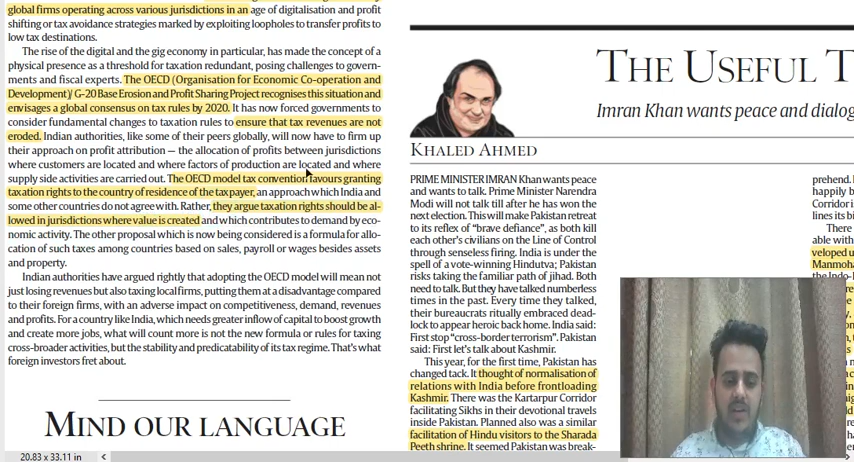 global firms operating across various jurisdictions in an age of digitalisation and profit
shifting or tax avoidance strategies marked by exploiting loopholes to transfer profits to
low tax destinations.
The rise of the digital and the gig economy in particular, has made the concept of a
physical presence as a threshold for taxation redundant, posing challenges to govern-
ments and fiscal experts. The OECD (Organisation for Economic Co-operation and
Development)/ G-20 Base Erosion and Profit Sharing Project recognises this situation and
envisages a global consensus on tax rules by 2020. It has now forced governments to
consider fundamental changes to taxation rules to ensure that tax revenues are not
eroded. Indian authorities, like some of their peers globally, will now have to firm up
their approach on profit attribution — the allocation of profits between jurisdictions
where customers are located and where factors of production are located and where
supply side activities are carried out. The OECD model tax convention favours granting
taxation rights to the country of residence of the tax payer, an approach which India and
some other countries do not agree with. Rather, they argue taxation rights should be al-
lowed in jurisdictions where value is created and which contributes to demand by eco-
nomic activity. The other proposal which is now being considered is a formula for allo-
cation of such taxes among countries based on sales, payroll or wages besides assets
and property.
Indian authorities have argued rightly that adopting the OECD model will mean not
just losing revenues but also taxing local firms, putting them at a disadvantage compared
to their foreign firms, with an adverse impact on competitiveness, demand, revenues
and profits. For a country like India, which needs greater inflow of capital to boost growth
and create more jobs, what will count more is not the new formula or rules for taxing
cross-broader activities, but the stability and predicatability of its tax regime. That's what
foreign investors fret about.
MIND OUR LANGUAGE
20.83 x 33.11 in
THE USEFUL T
Imran Khan wants peace and dialog
KHALED AHMED
PRIME MINISTER IMRAN Khan wants peace
and wants to talk. Prime Minister Narendra
Modi will not talk till after he has won the
next election. This will make Pakistan retreat
to its reflex of "brave defiance", as both kill
each other's civilians on the Line of Control
through senseless firing. India is under the
spell of a vote-winning Hindutva; Pakistan
risks taking the familiar path of jihad. Both
need to talk. But they have talked numberless
times in the past. Every time they talked,
their bureaucrats ritually embraced dead-
lock to appear heroic back home. India said:
First stop "cross-border terrorism". Pakistan
said: First let's talk about Kashmir.
This year, for the first time, Pakistan has
changed tack. It thought of normalisation of
relations with India before frontloading
Kashmir. There was the Kartarpur Corridor
facilitating Sikhs in their devotional travels
inside Pakistan. Planned also was a similar
facilitation of Hindu visitors to the Sharada
Peeth shrine. It seemed Pakistan was break-
prehend. I
happily b
Corridor i
lines its bi
There
able with
veloped u
Manmoha
the Indo-